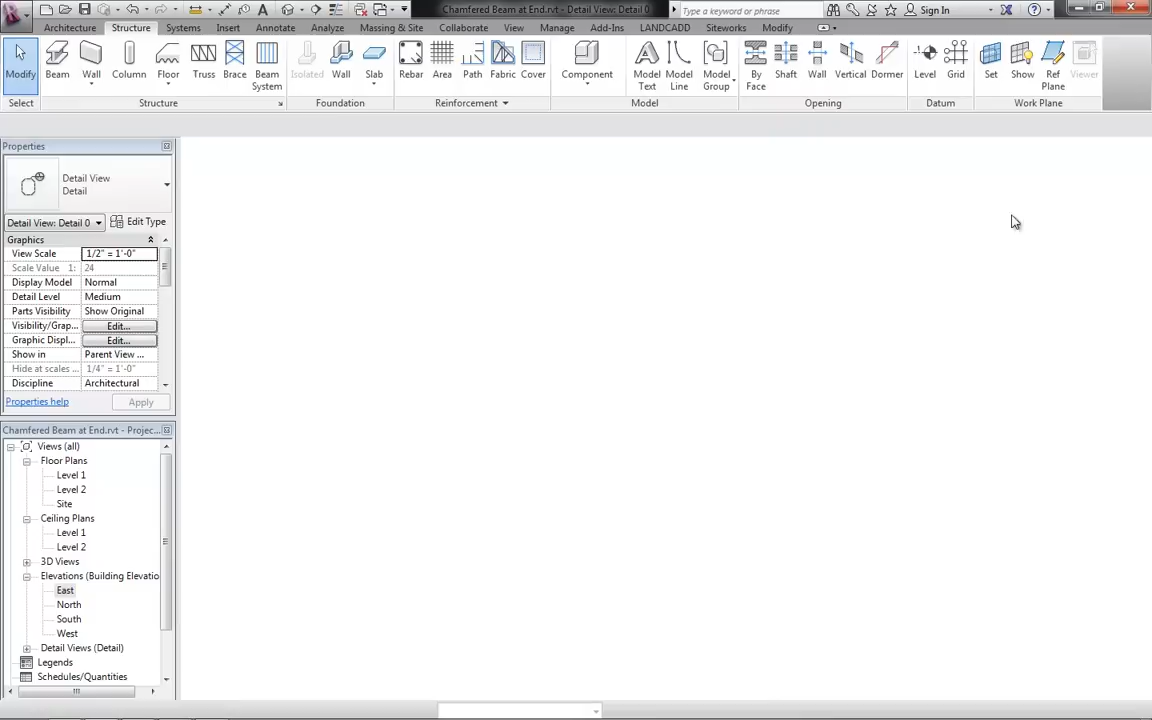 Chamfered Beam at End.rvt - Detail View: Detail 0
Type a keyword or phrase
Sign In
Architecture Structure Systems Insert Annotate Analyze Massing & Site Collaborate View Manage Add-Ins LANDCADD Siteworks Modify
Modify Beam Wall Column Floor Truss Brace Beam System Isolated Wall Slab Rebar Area Path Fabric Cover Component Model Text Model Line Model Group By Face Shaft Wall Vertical Dormer Level Grid Set Show Ref Plane Viewer
Select Structure Foundation Reinforcement Model Opening Datum Work Plane
Properties
Detail View
Detail
Detail View: Detail 0 Edit Type
Graphics
View Scale 1/2" = 1'-0"
Scale Value 1: 24
Display Model Normal
Detail Level Medium
Parts Visibility Show Original
Visibility/Grap... Edit...
Graphic Displ... Edit...
Show in Parent View ...
Hide at scales ... 1/4" = 1'-0"
Discipline Architectural
Properties help Apply
Chamfered Beam at End.rvt - Projec...
Views (all)
Floor Plans
Level 1
Level 2
Site
Ceiling Plans
Level 1
Level 2
3D Views
Elevations (Building Elevatio
East
North
South
West
Detail Views (Detail)
Legends
Schedules/Quantities